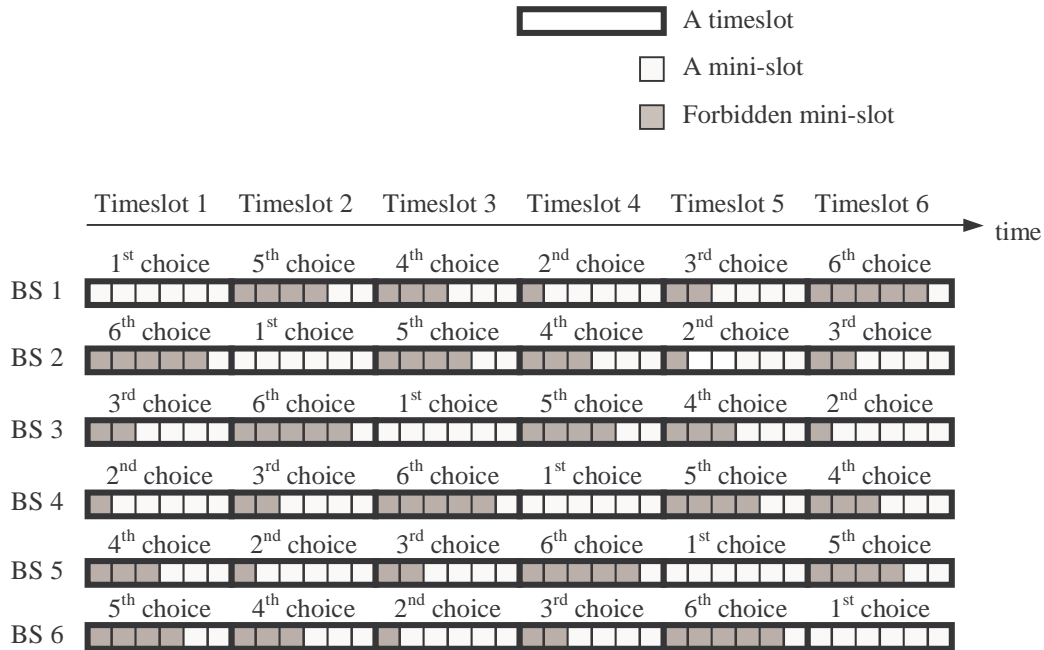 A timeslot
A mini-slot
Forbidden mini-slot
Timeslot 1 Timeslot 2 Timeslot 3 Timeslot 4 Timeslot 5 Timeslot 6
time
1st choice 5th choice 4th choice 2nd choice 3rd choice 6th choice
BS 1
6th choice 1st choice 5th choice 4th choice 2nd choice 3rd choice
BS 2
3rd choice 6th choice 1st choice 5th choice 4th choice 2nd choice
BS 3
2nd choice 3rd choice 6th choice 1st choice 5th choice 4th choice
BS 4
4th choice 2nd choice 3rd choice 6th choice 1st choice 5th choice
BS 5
5th choice 4th choice 2nd choice 3rd choice 6th choice 1st choice
BS 6